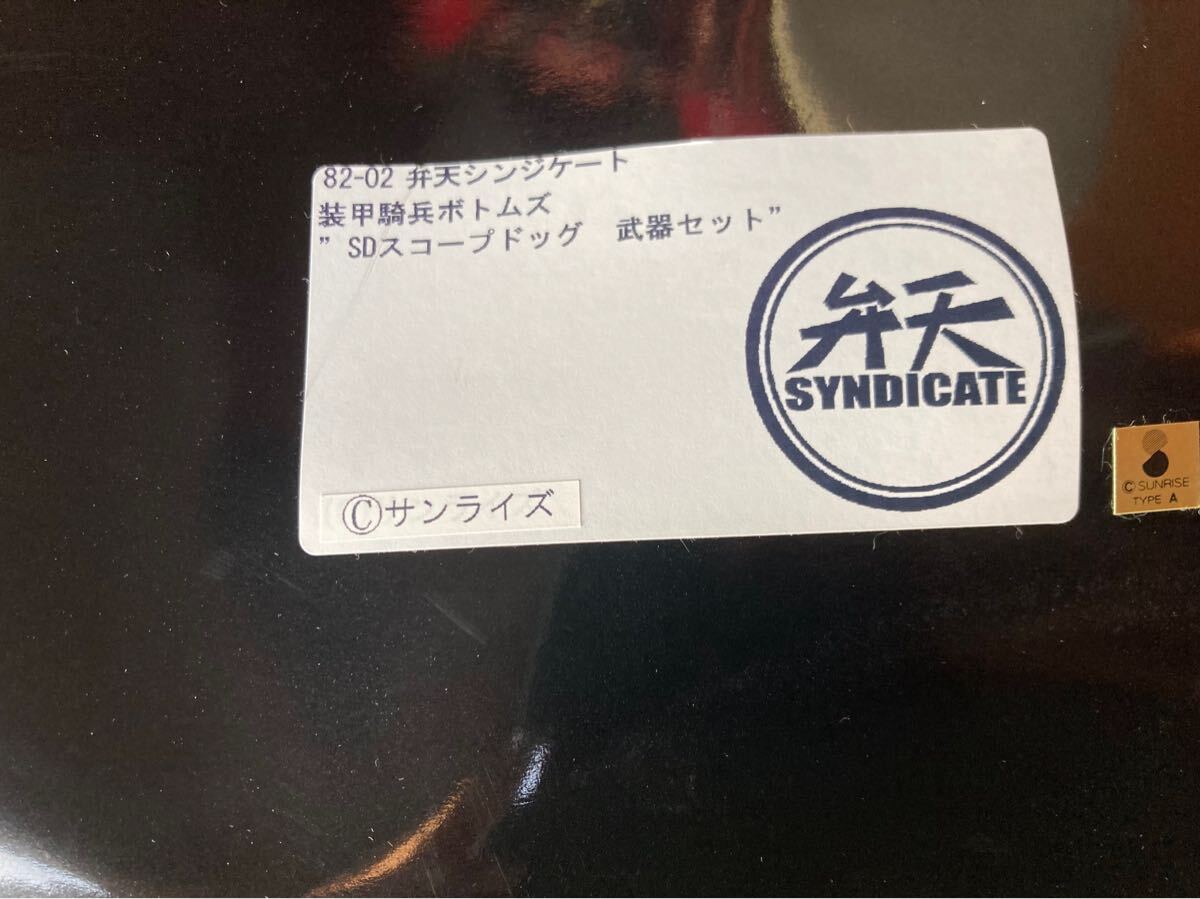 82-02 弁天シンジケート
装甲騎兵ボトムズ
”SDスコープドッグ　武器セット”
弁天
SYNDICATE
Ⓒサンライズ
Ⓒ SUNRISE
TYPE A